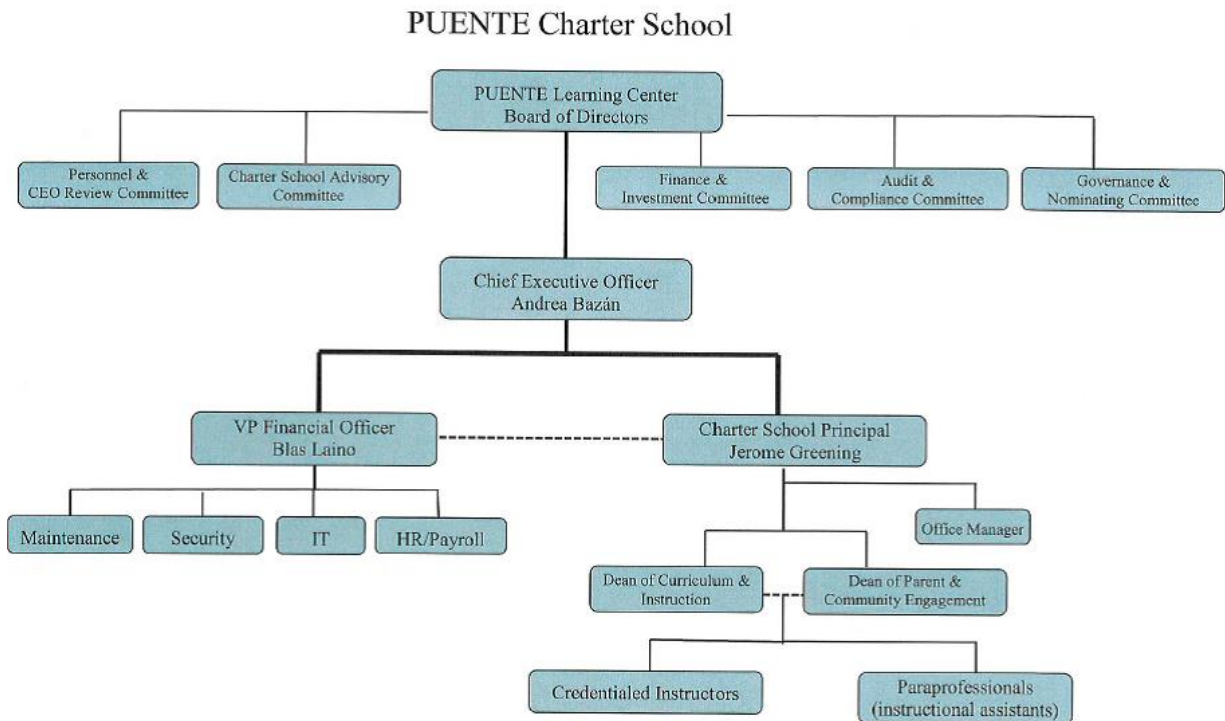 PUENTE Charter School
PUENTE Learning Center
Board of Directors
Personnel &
CEO Review Committee
Charter School Advisory
Committee
Finance &
Investment Committee
Audit &
Compliance Committee
Governance &
Nominating Committee
Chief Executive Officer
Andrea Bazán
VP Financial Officer
Blas Laino
Charter School Principal
Jerome Greening
Maintenance
Security
IT
HR/Payroll
Office Manager
Dean of Curriculum &
Instruction
Dean of Parent &
Community Engagement
Credentialed Instructors
Paraprofessionals
(instructional assistants)